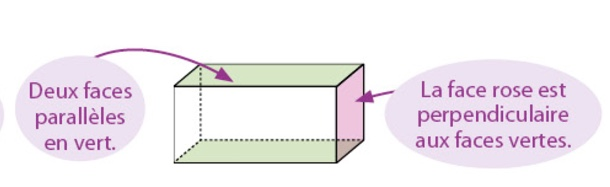 Deux faces
parallèles
en vert.
La face rose est
perpendiculaire
aux faces vertes.